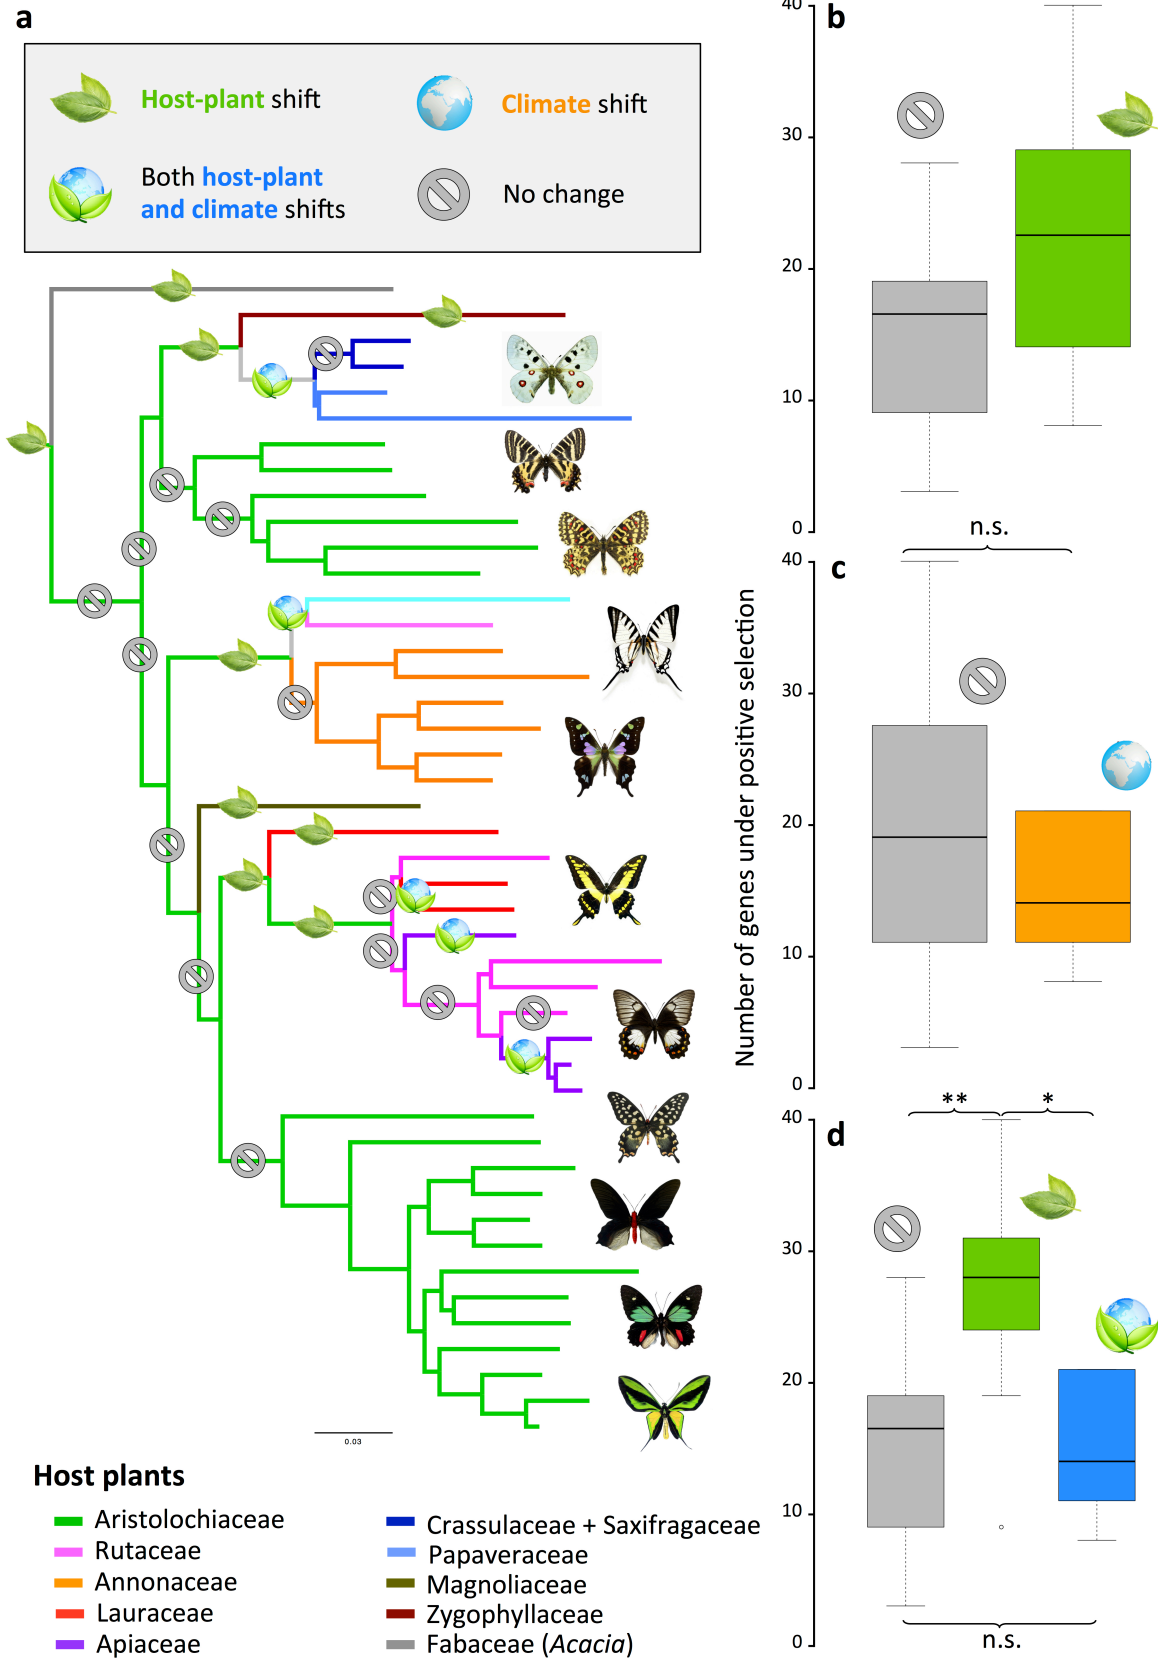 a
Host-plant shift
Climate shift
Both host-plant
and climate shifts
No change
0.03
Host plants
Aristolochiaceae
Rutaceae
Annonaceae
Lauraceae
Apiaceae
Crassulaceae + Saxifragaceae
Papaveraceae
Magnoliaceae
Zygophyllaceae
Fabaceae (Acacia)
Number of genes under positive selection
b
40
30
20
10
0
n.s.
c
40
30
20
10
0
** *
d
40
30
20
10
0
n.s.